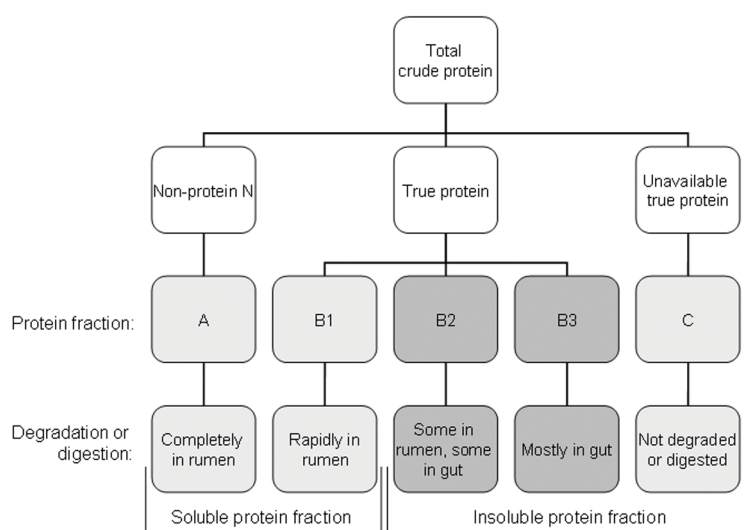 Total
crude protein
Non-protein N
True protein
Unavailable
true protein
Protein fraction:
A
B1
B2
B3
C
Degradation or
digestion:
Completely
in rumen
Rapidly in
rumen
Some in
rumen, some
in gut
Mostly in gut
Not degraded
or digested
Soluble protein fraction
Insoluble protein fraction